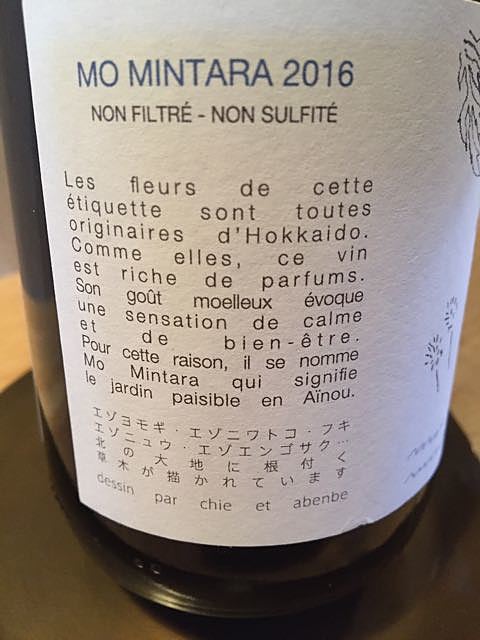 MO MINTARA 2016
NON FILTRÉ - NON SULFITÉ
Les fleurs de cette
étiquette sont toutes
originaires d'Hokkaido.
Comme elles, ce vin
est riche de parfums.
Son goût moelleux évoque
une sensation de calme
et de bien-être.
Pour cette raison, il se nomme
Mo Mintara qui signifie
le jardin paisible en Aïnou.
エゾヨモギ・エゾニワトコ・フキ
エゾニュウ・エゾエンゴサク…
北の大地に根付く
草木が描かれています
dessin par chie et abenbe